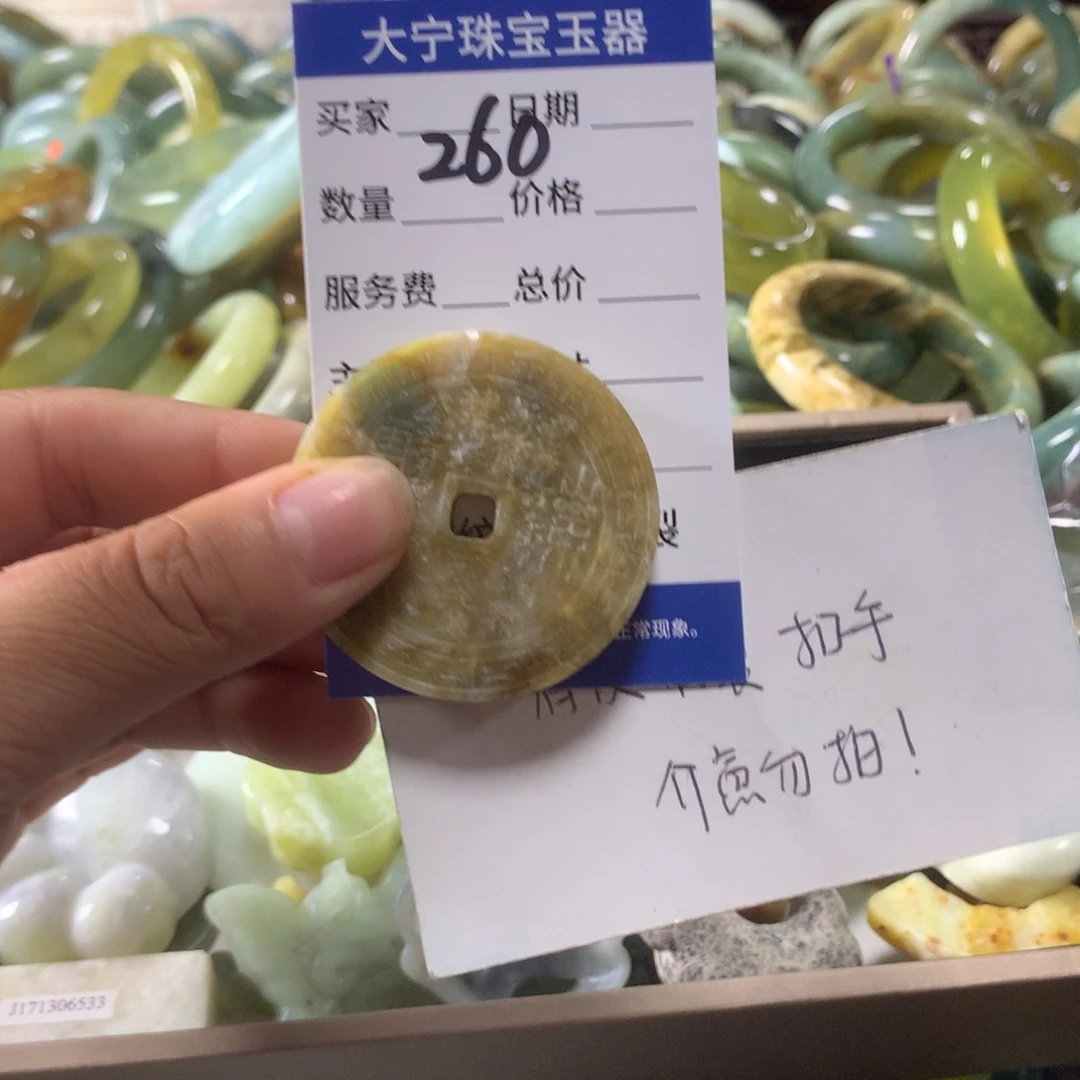 大宁珠宝玉器
买家 日期
260
数量 价格
服务费 总价
正常现象。
扣手
介意勿拍！
J171306533